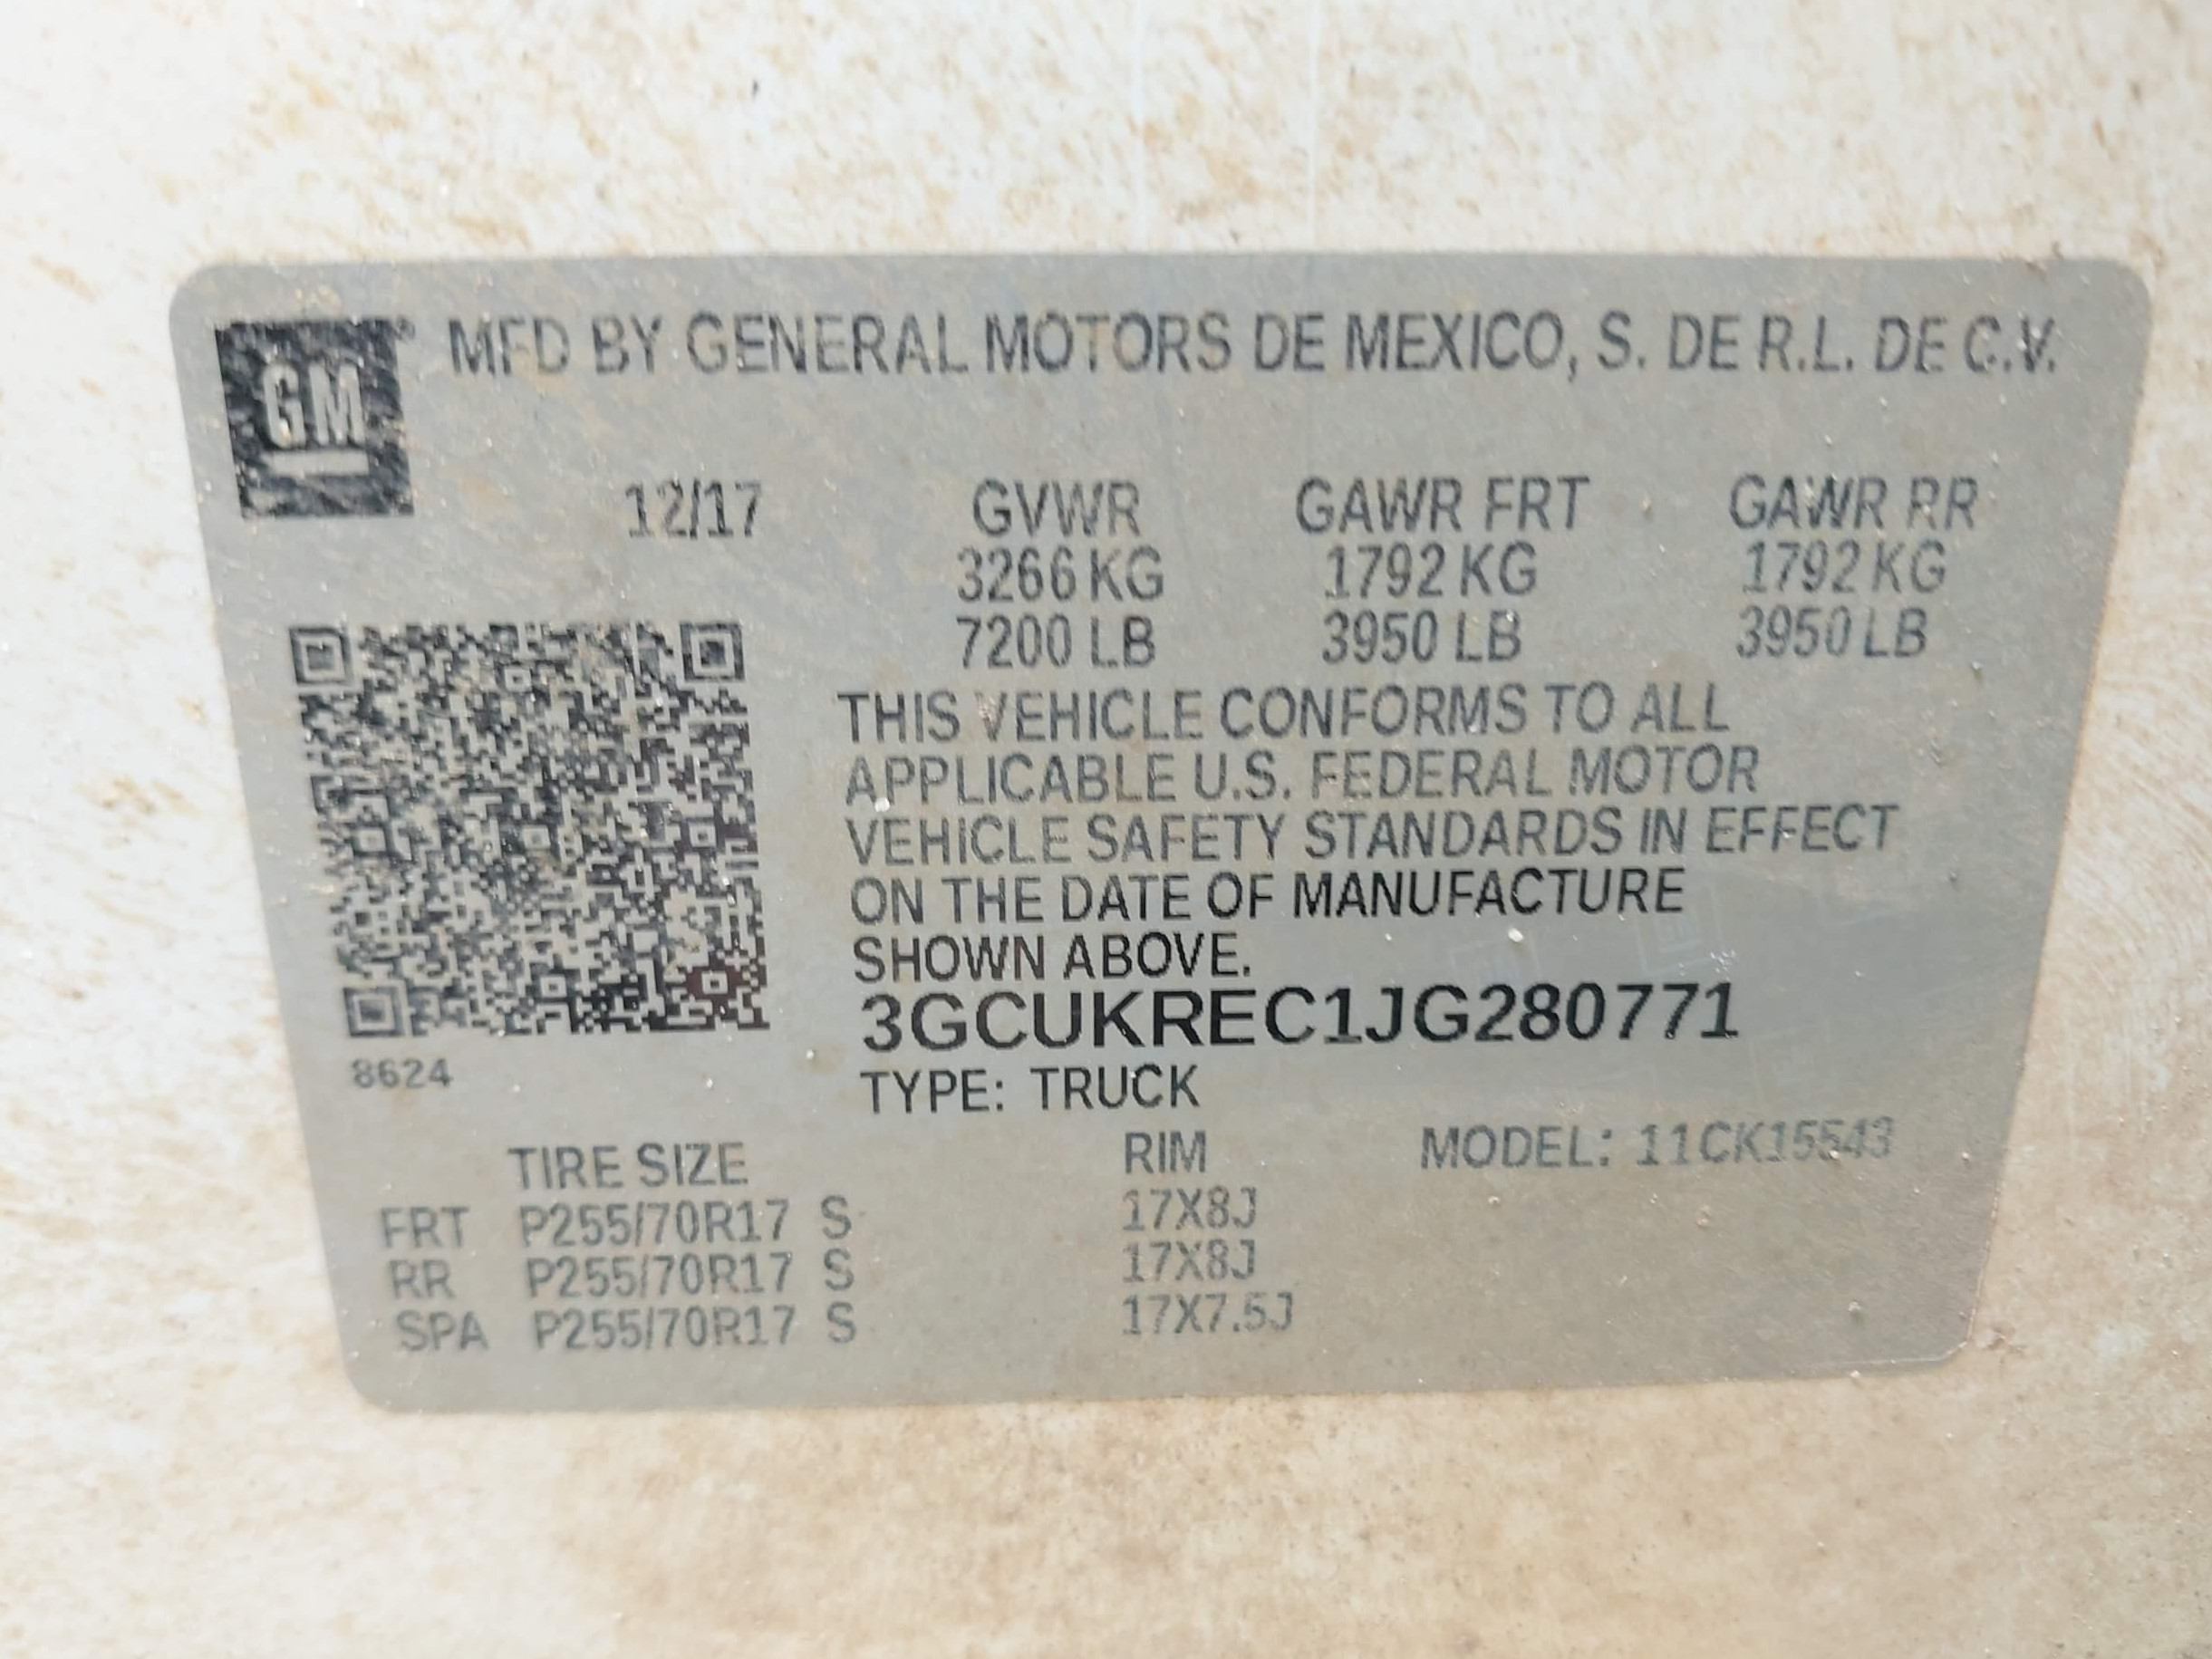 GM® MFD BY GENERAL MOTORS DE MEXICO, S. DE R.L. DE C.V.
12/17 GVWR GAWR FRT GAWR RR
3266 KG 1792 KG 1792 KG
7200 LB 3950 LB 3950 LB
THIS VEHICLE CONFORMS TO ALL
APPLICABLE U.S. FEDERAL MOTOR
VEHICLE SAFETY STANDARDS IN EFFECT
ON THE DATE OF MANUFACTURE
SHOWN ABOVE.
3GCUKREC1JG280771
8624
TYPE: TRUCK
TIRE SIZE RIM MODEL: 11CK15543
FRT P255/70R17 S 17X8J
RR P255/70R17 S 17X8J
SPA P255/70R17 S 17X7.5J